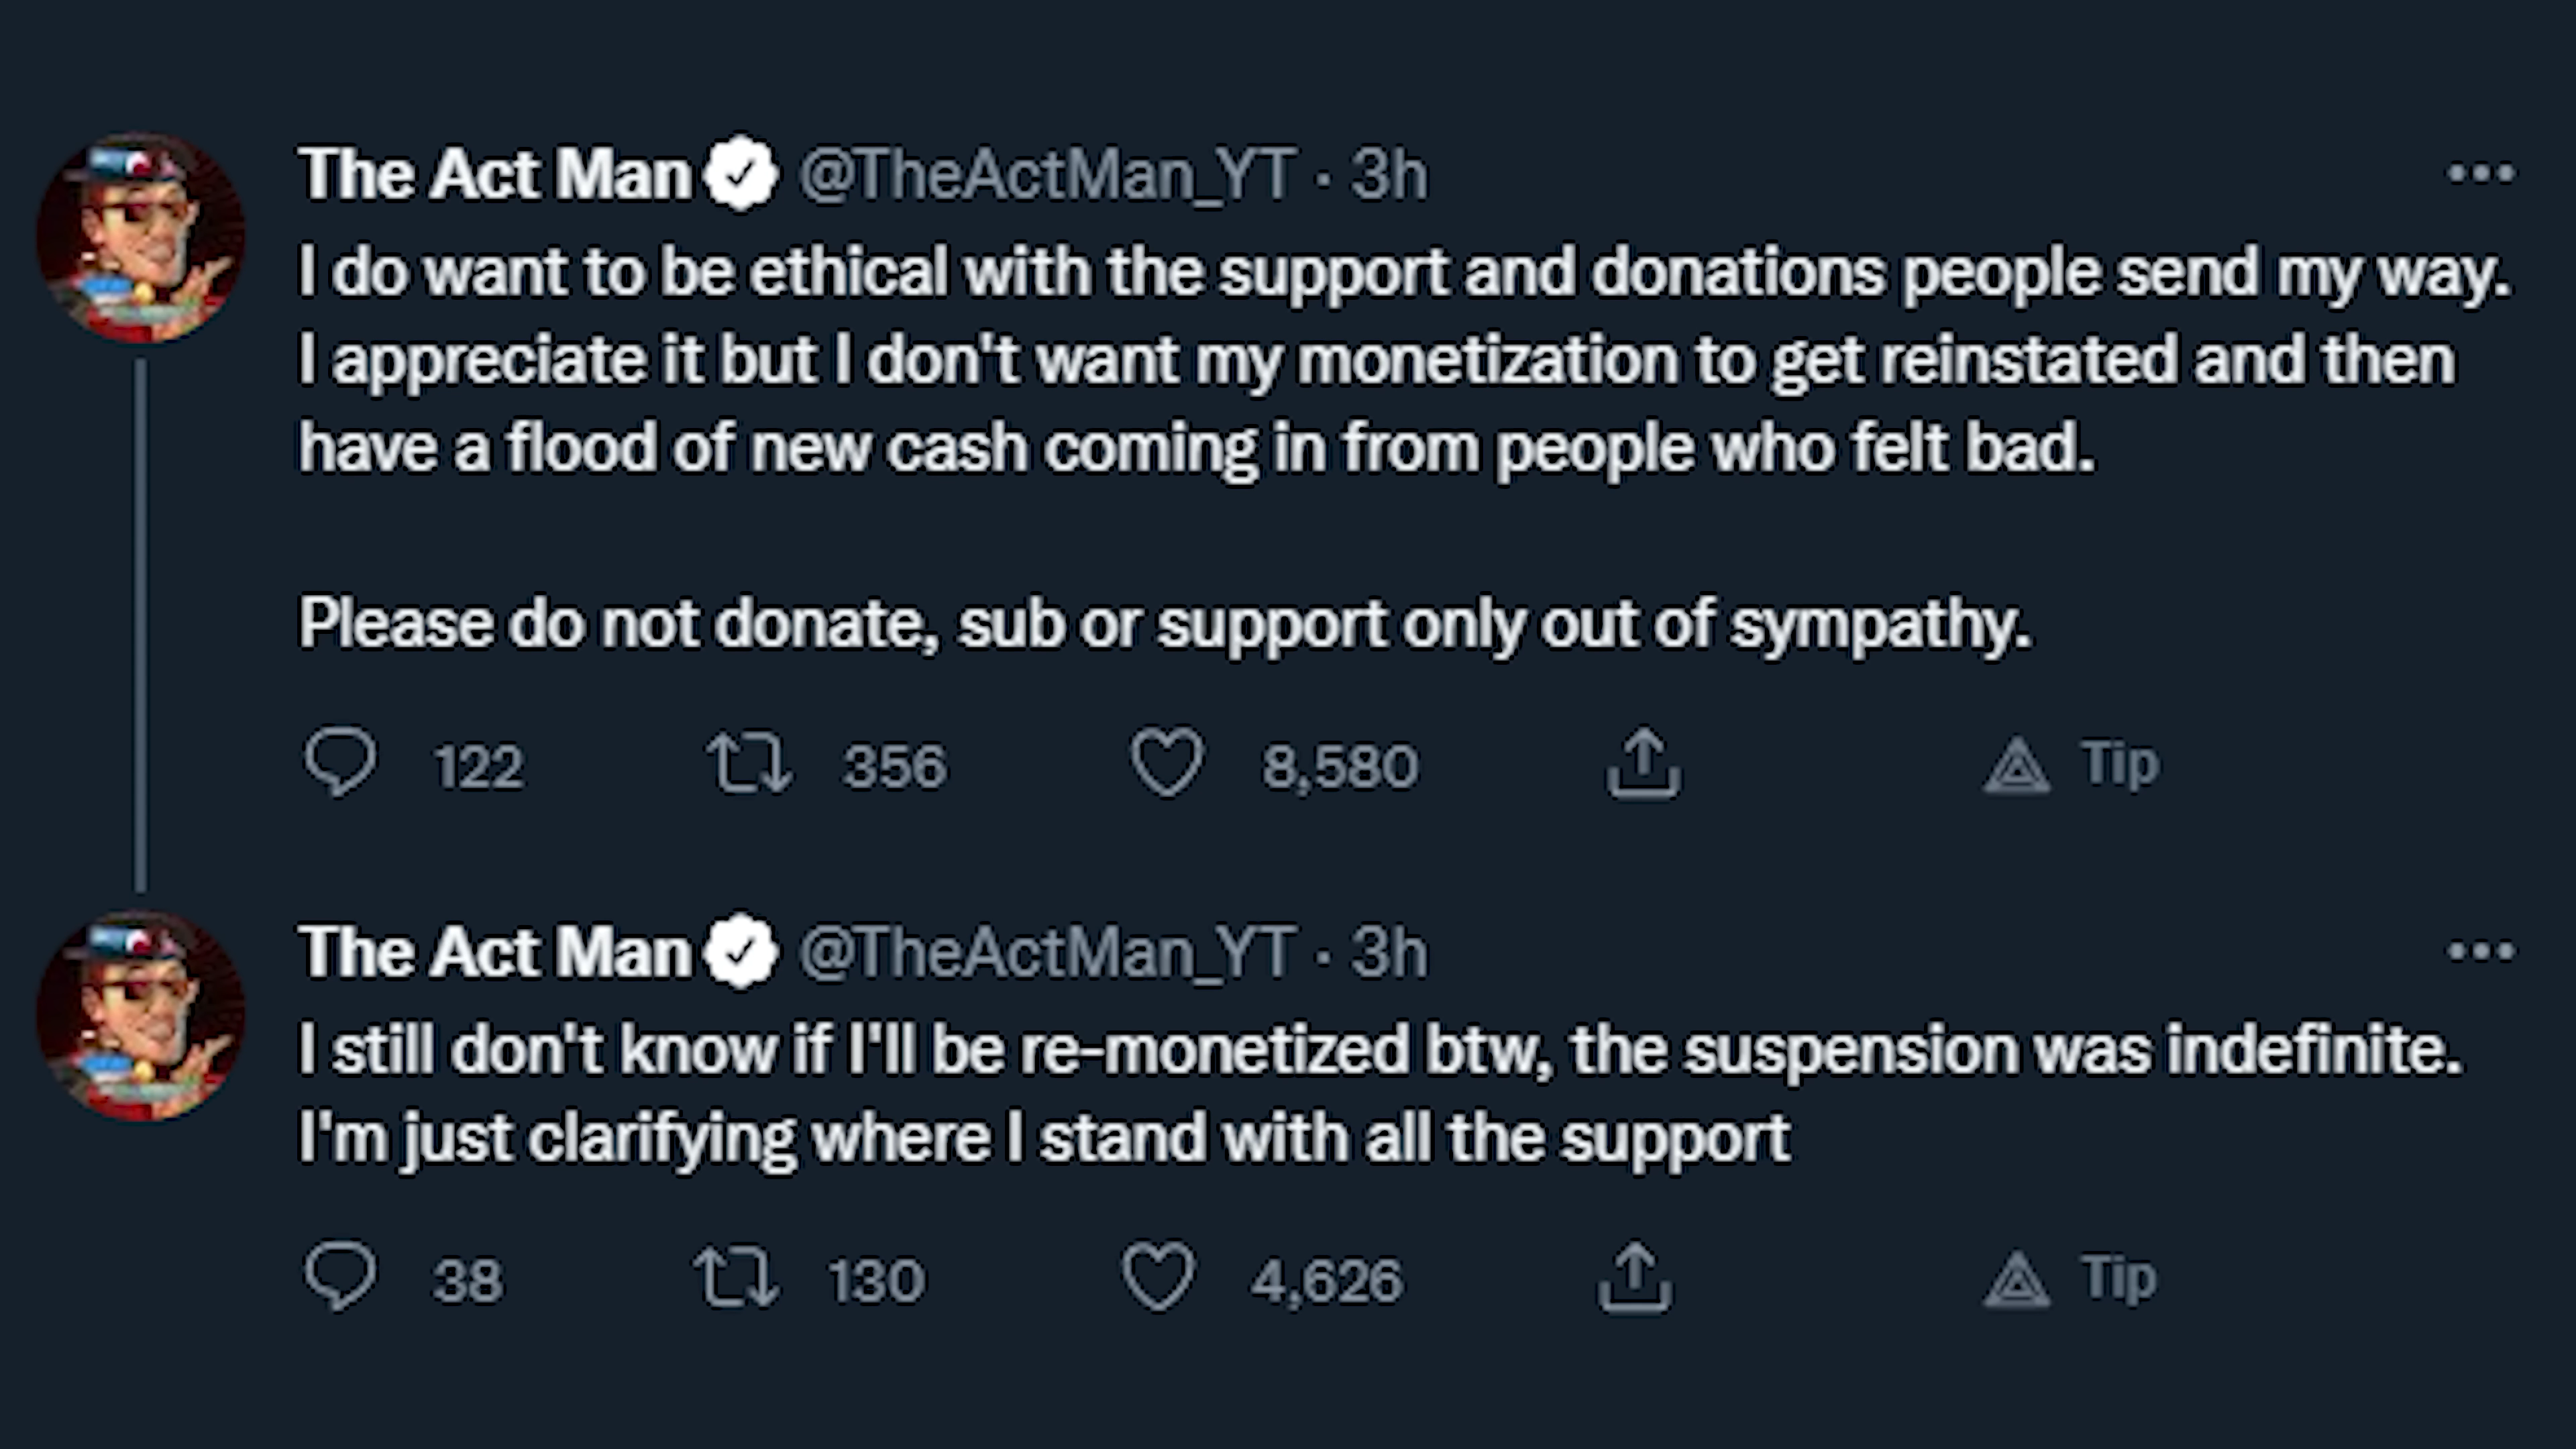 The Act Man @TheActMan_YT · 3h
I do want to be ethical with the support and donations people send my way.
I appreciate it but I don't want my monetization to get reinstated and then
have a flood of new cash coming in from people who felt bad.
Please do not donate, sub or support only out of sympathy.
122 356 8,580 Tip
The Act Man @TheActMan_YT · 3h
I still don't know if I'll be re-monetized btw, the suspension was indefinite.
I'm just clarifying where I stand with all the support
38 130 4,626 Tip